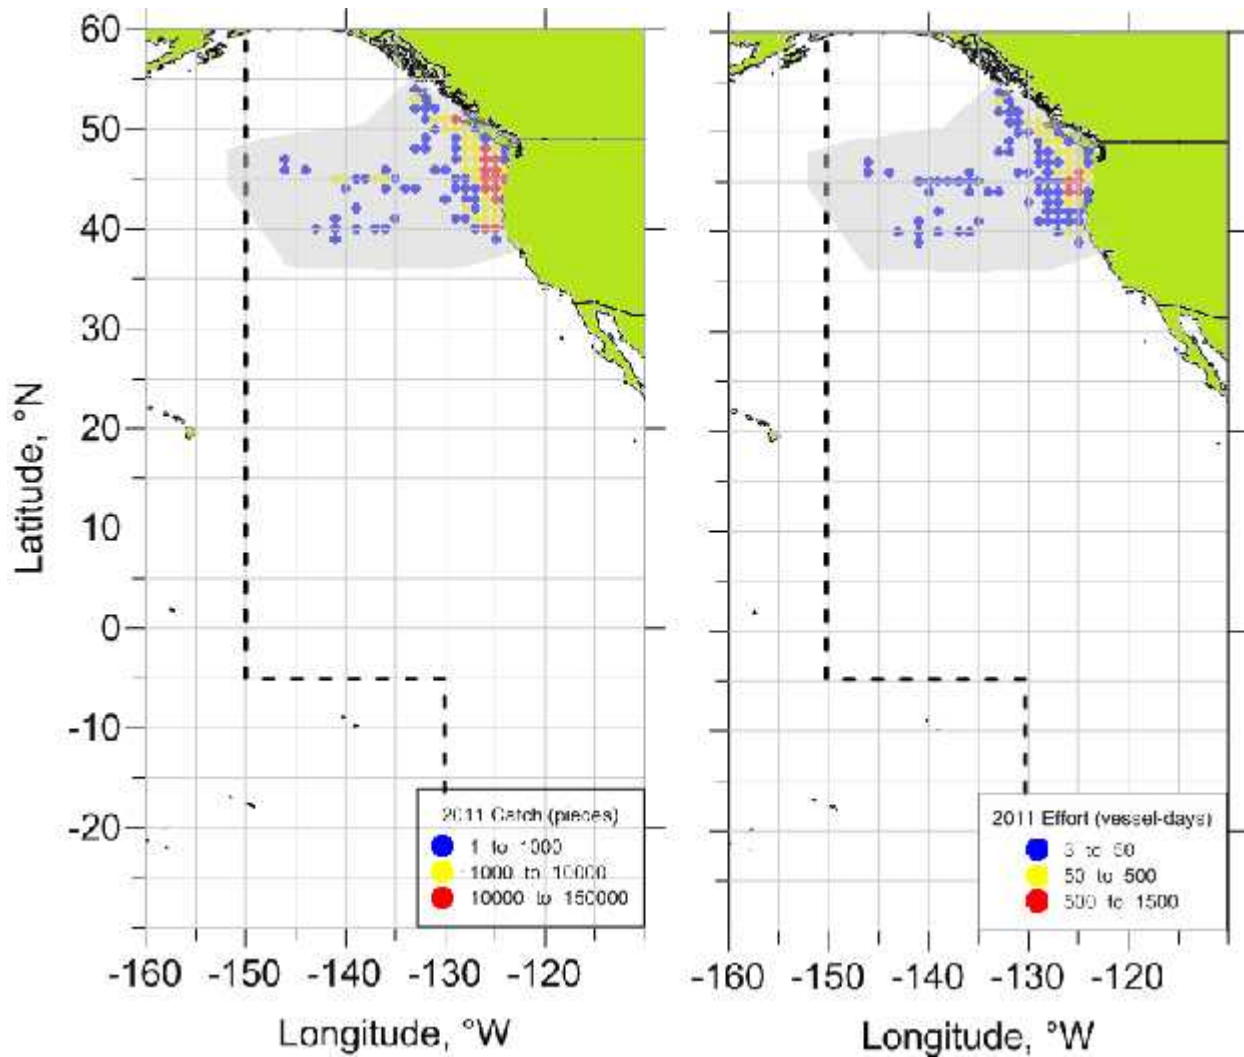 60
50
40
30
20
10
0
-10
-20
Latitude, °N
2011 Catch (pieces)
1 to 1000
1000 to 10000
10000 to 150000
-160 -150 -140 -130 -120
Longitude, °W
2011 Effort (vessel-days)
3 to 50
50 to 500
500 to 1500
-160 -150 -140 -130 -120
Longitude, °W